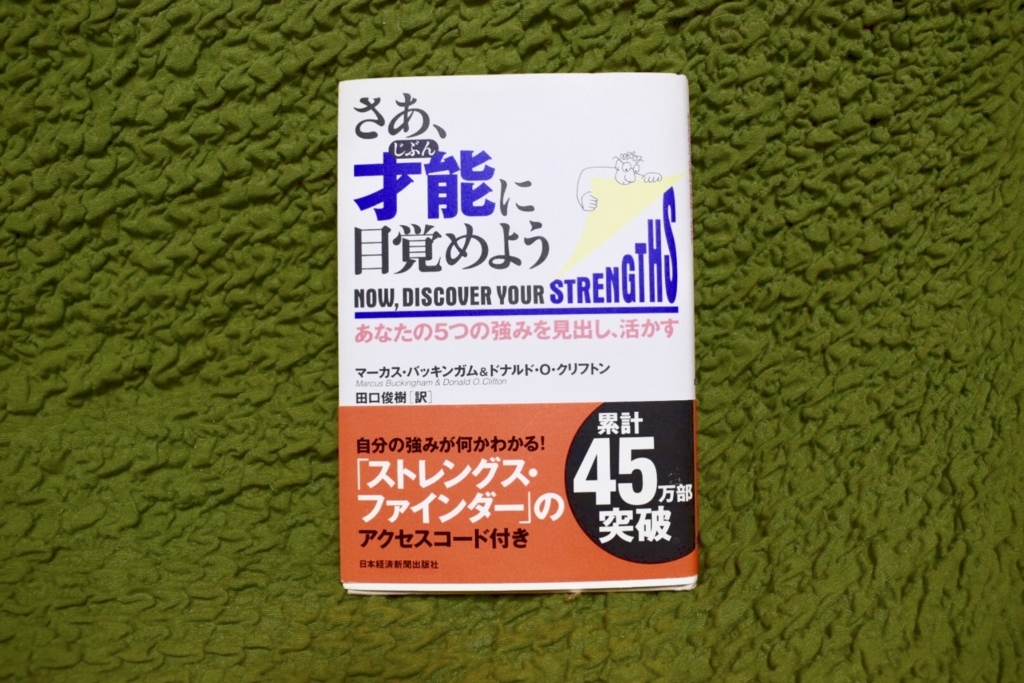 さあ、
じぶん
才能に
目覚めよう
NOW, DISCOVER YOUR STRENGTHS
あなたの5つの強みを見出し、活かす
マーカス・バッキンガム&ドナルド・O・クリフトン
Marcus Buckingham & Donald O.Clifton
田口俊樹[訳]
自分の強みが何かわかる!
「ストレングス・
ファインダー」の
アクセスコード付き
日本経済新聞出版社
累計
45万部
突破